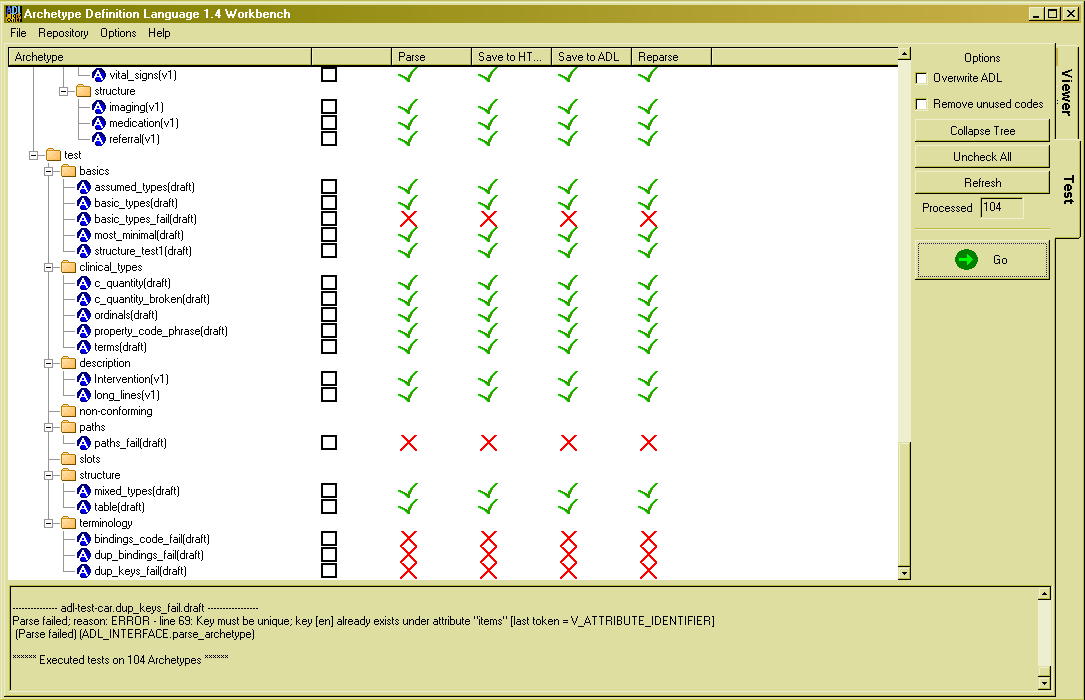 Archetype Definition Language 1.4 Workbench
File Repository Options Help
Archetype Parse Save to HT... Save to ADL Reparse
vital_signs(v1)
structure
imaging(v1)
medication(v1)
referral(v1)
test
basics
assumed_types(draft)
basic_types(draft)
basic_types_fail(draft)
most_minimal(draft)
structure_test1(draft)
clinical_types
c_quantity(draft)
c_quantity_broken(draft)
ordinals(draft)
property_code_phrase(draft)
terms(draft)
description
Intervention(v1)
long_lines(v1)
non-conforming
paths
paths_fail(draft)
slots
structure
mixed_types(draft)
table(draft)
terminology
bindings_code_fail(draft)
dup_bindings_fail(draft)
dup_keys_fail(draft)
Options
Overwrite ADL
Remove unused codes
Collapse Tree
Uncheck All
Refresh
Processed 104
Go
Viewer
Test
-------------- adl-test-car.dup_keys_fail.draft ----------------
Parse failed; reason: ERROR - line 69: Key must be unique; key [en] already exists under attribute "items" [last token = V_ATTRIBUTE_IDENTIFIER]
(Parse failed) (ADL_INTERFACE.parse_archetype)
****** Executed tests on 104 Archetypes ******